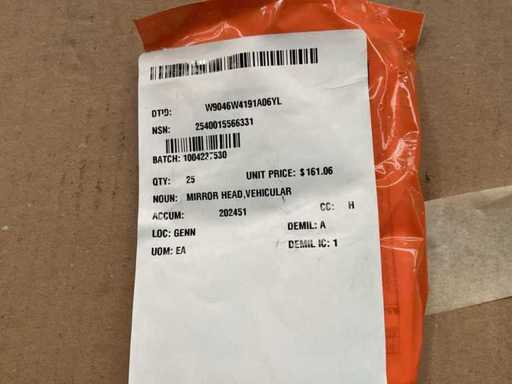 DTID: W9046W4191A06YL
NSN: 2540015566331
BATCH: 1004227530
QTY: 25 UNIT PRICE: $161.06
NOUN: MIRROR HEAD,VEHICULAR
ACCUM: 202451 CC: H
LOC: GENN DEMIL: A
UOM: EA DEMIL IC: 1